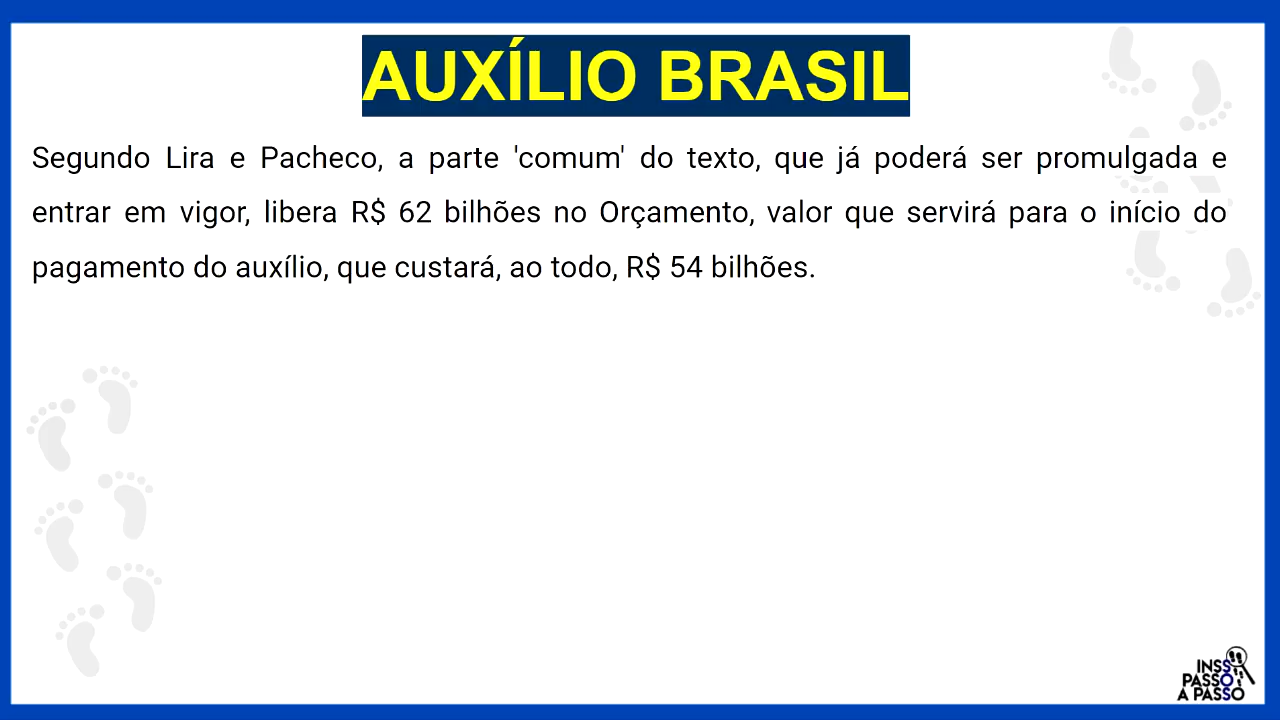 AUXÍLIO BRASIL
Segundo Lira e Pacheco, a parte 'comum' do texto, que já poderá ser promulgada e
entrar em vigor, libera R$ 62 bilhões no Orçamento, valor que servirá para o início do
pagamento do auxílio, que custará, ao todo, R$ 54 bilhões.
INSS
PASSO
A PASSO